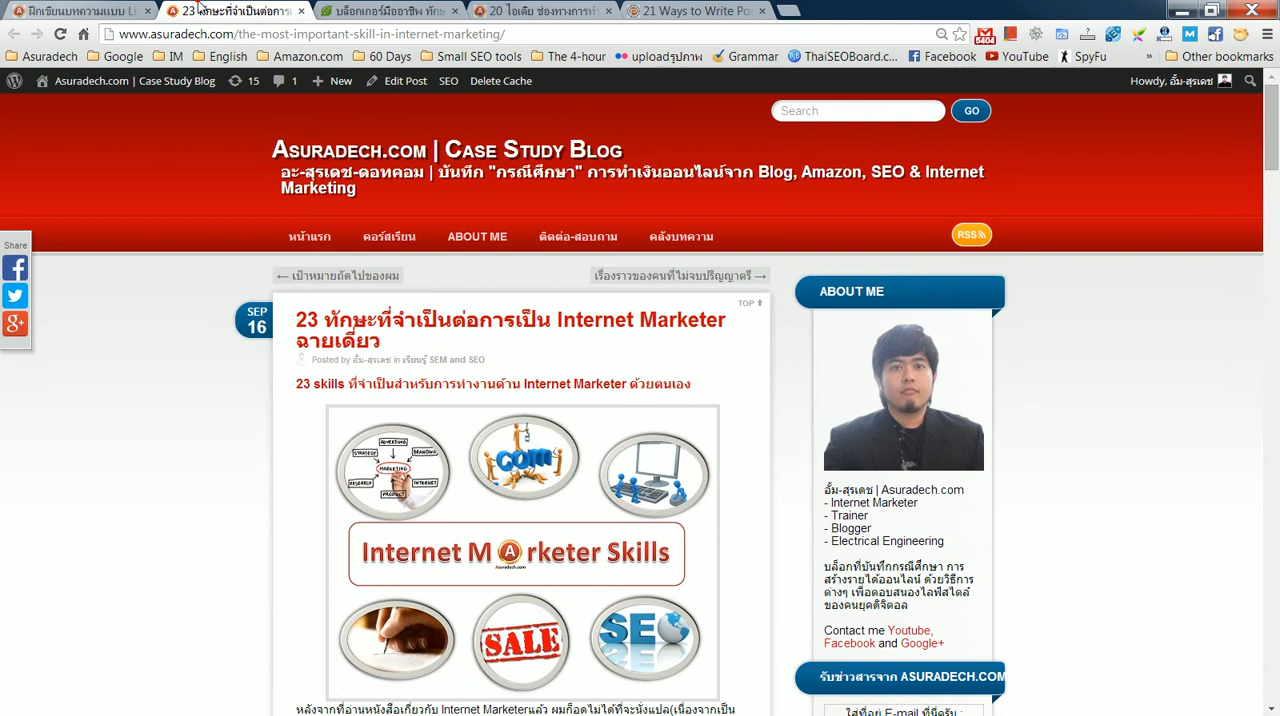 ฝึกเขียนบทความแบบ Li
23 ทักษะที่จำเป็นต่อการเ
บล็อกเกอร์มืออาชีพ ทักษ
20 ไอเดีย ช่องทางการทำ
21 Ways to Write Pos
www.asuradech.com/the-most-important-skill-in-internet-marketing/
5404
Asuradech
Google
IM
English
Amazon.com
60 Days
Small SEO tools
The 4-hour
uploadรูปภาพ
Grammar
ThaiSEOBoard.c...
Facebook
YouTube
SpyFu
»
Other bookmarks
Asuradech.com | Case Study Blog
15
1
New
Edit Post
SEO
Delete Cache
Howdy, อั้ม-สุรเดช
Search
GO
Asuradech.com | Case Study Blog
อะ-สุรเดช-ดอทคอม | บันทึก "กรณีศึกษา" การทำเงินออนไลน์จาก Blog, Amazon, SEO & Internet
Marketing
หน้าแรก
คอร์สเรียน
ABOUT ME
ติดต่อ-สอบถาม
คลังบทความ
RSS
Share
← เป้าหมายถัดไปของผม
เรื่องราวของคนที่ไม่จบปริญญาตรี →
TOP
SEP
16
23 ทักษะที่จำเป็นต่อการเป็น Internet Marketer
ฉายเดี่ยว
Posted by อั้ม-สุรเดช in เรียนรู้ SEM and SEO
23 skills ที่จำเป็นสำหรับการทำงานด้าน Internet Marketer ด้วยตนเอง
ADVERTING
STRATEGY
BRANDING
MARKETING
RESEARCH
INTERNET
PRODUCT
COM
Internet M A rketer Skills
Asuradech.com
SALE
SEO
หลังจากที่อ่านหนังสือเกี่ยวกับ Internet Marketerแล้ว ผมก็อดไม่ได้ที่จะนั่งแปล(เนื่องจากเป็น
ABOUT ME
อั้ม-สุรเดช | Asuradech.com
- Internet Marketer
- Trainer
- Blogger
- Electrical Engineering
บล็อกที่บันทึกกรณีศึกษา การ
สร้างรายได้ออนไลน์ ด้วยวิธีการ
ต่างๆ เพื่อตอบสนองไลฟ์สไตล์
ของคนยุคดิจิตอล
Contact me Youtube,
Facebook and Google+
รับข่าวสารจาก ASURADECH.COM
ใส่ที่อยู่ E-mail ที่นี่ครับ :